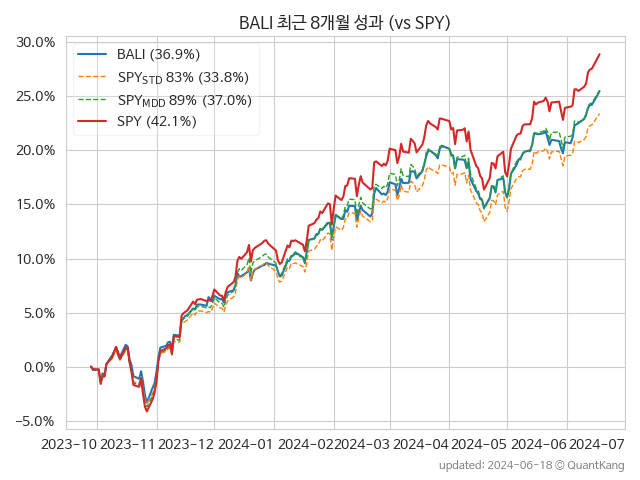 BALI 최근 8개월 성과 (vs SPY)
30.0%
25.0%
20.0%
15.0%
10.0%
5.0%
0.0%
−5.0%
BALI (36.9%)
SPY_STD 83% (33.8%)
SPY_MDD 89% (37.0%)
SPY (42.1%)
2023-10 2023-11 2023-12 2024-01 2024-02 2024-03 2024-04 2024-05 2024-06 2024-07
updated: 2024-06-18 ⓒ QuantKang